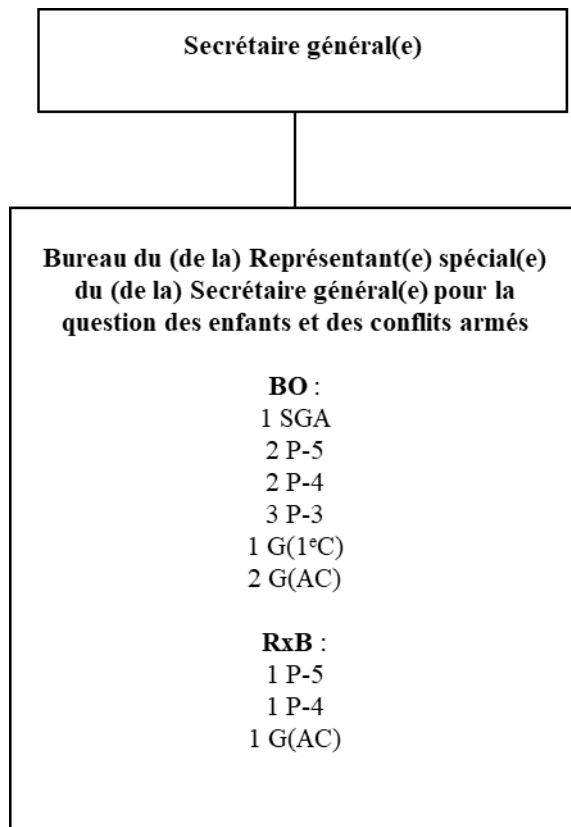 Secrétaire général(e)
Bureau du (de la) Représentant(e) spécial(e)
du (de la) Secrétaire général(e) pour la
question des enfants et des conflits armés
BO :
1 SGA
2 P-5
2 P-4
3 P-3
1 G(1ᵉC)
2 G(AC)
RxB :
1 P-5
1 P-4
1 G(AC)